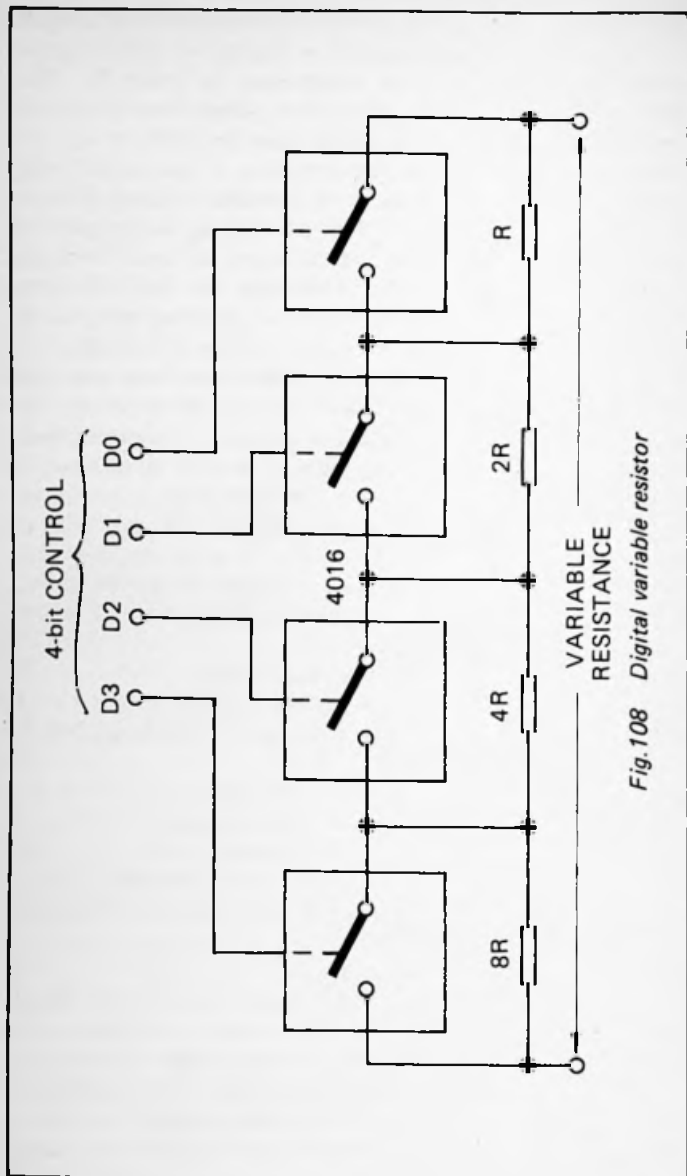 4-bit CONTROL
D3 D2 D1 D0
4016
8R 4R 2R R
VARIABLE
RESISTANCE
Fig.108 Digital variable resistor